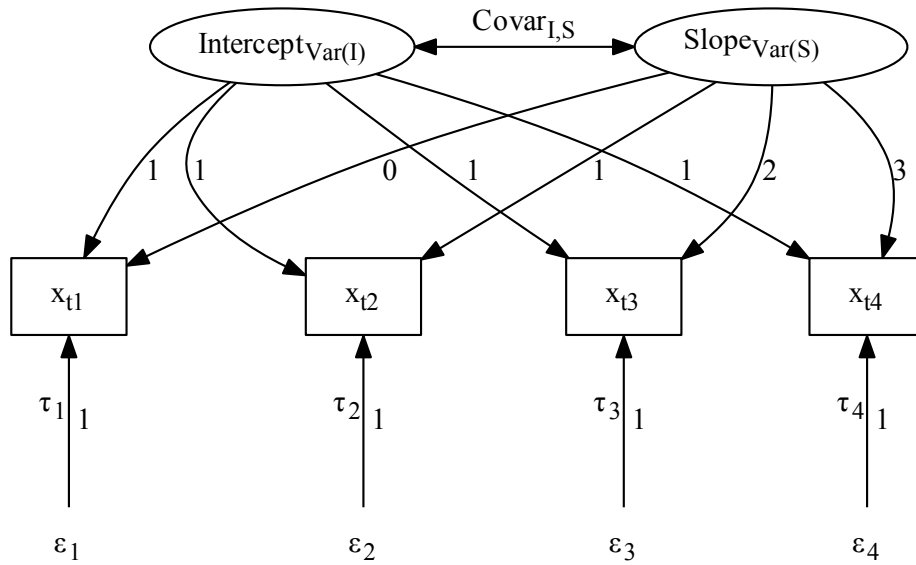 Covar_I,S
Intercept_Var(I) Slope_Var(S)
1 1 0 1 1 1 2 3
x_t1 x_t2 x_t3 x_t4
τ_1 1 τ_2 1 τ_3 1 τ_4 1
ε_1 ε_2 ε_3 ε_4